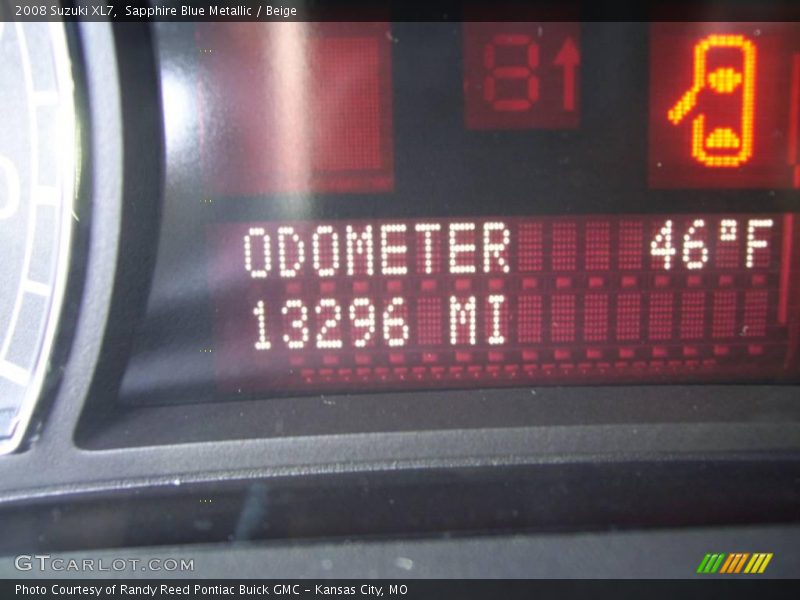 2008 Suzuki XL7, Sapphire Blue Metallic / Beige
ODOMETER 46°F
13296 MI
GTCARLOT.COM
Photo Courtesy of Randy Reed Pontiac Buick GMC - Kansas City, MO